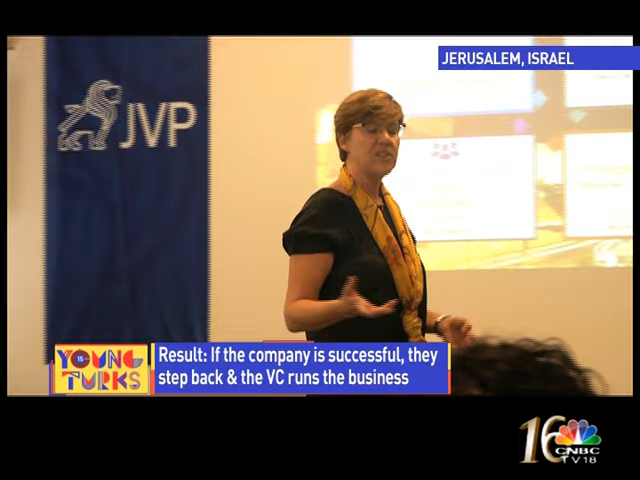 JERUSALEM, ISRAEL
JVP
YOUNG
15
TURKS
Result: If the company is successful, they
step back & the VC runs the business
16
CNBC
TV18